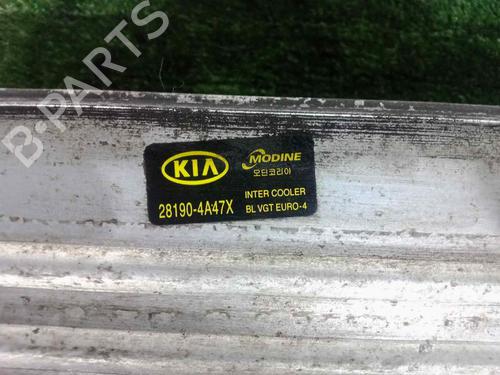 B-PARTS
KIA
MODINE
모딘코리아
28190-4A47X
INTER COOLER
BL VGT EURO-4